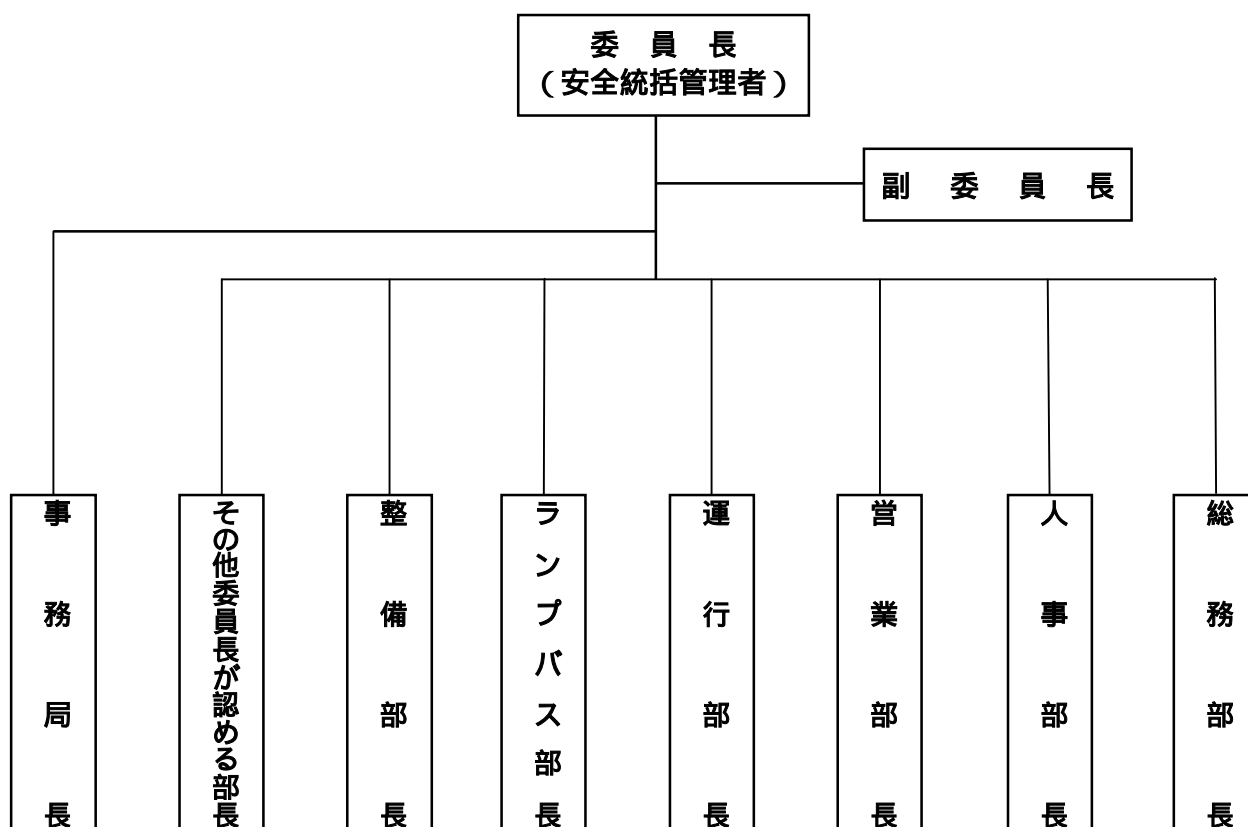 委員長
（安全統括管理者）
副委員長
事務局長
その他委員長が認める部長
整備部長
ランプバス部長
運行部長
営業部長
人事部長
総務部長